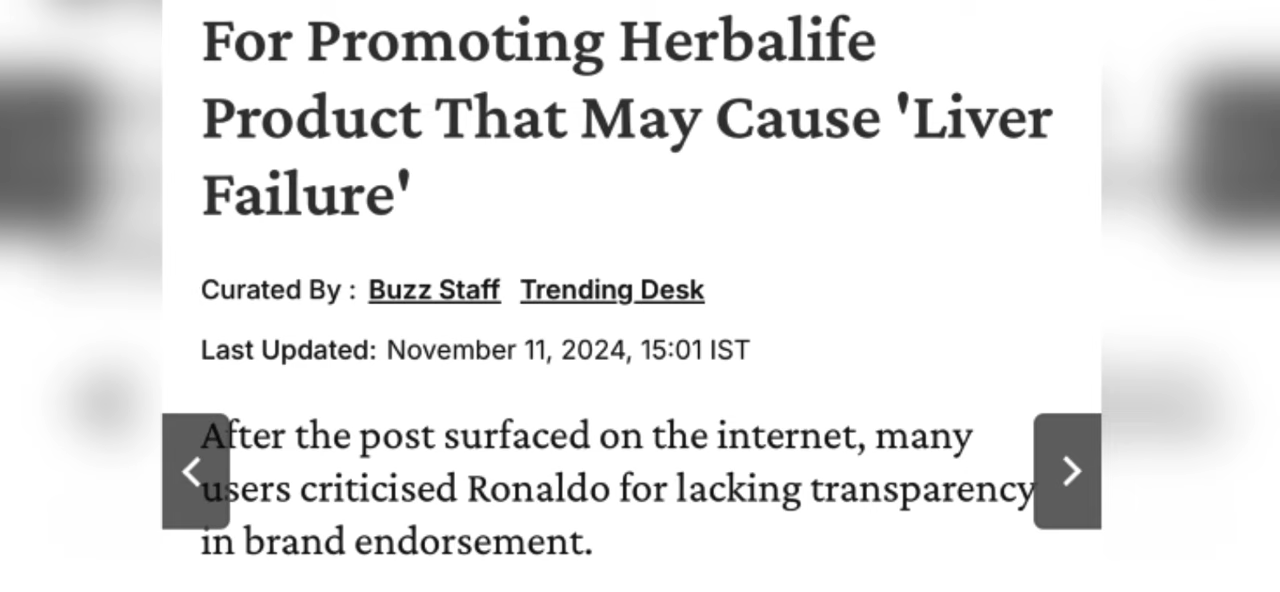 For Promoting Herbalife
Product That May Cause 'Liver
Failure'
Curated By : Buzz Staff Trending Desk
Last Updated: November 11, 2024, 15:01 IST
After the post surfaced on the internet, many
users criticised Ronaldo for lacking transparency
in brand endorsement.